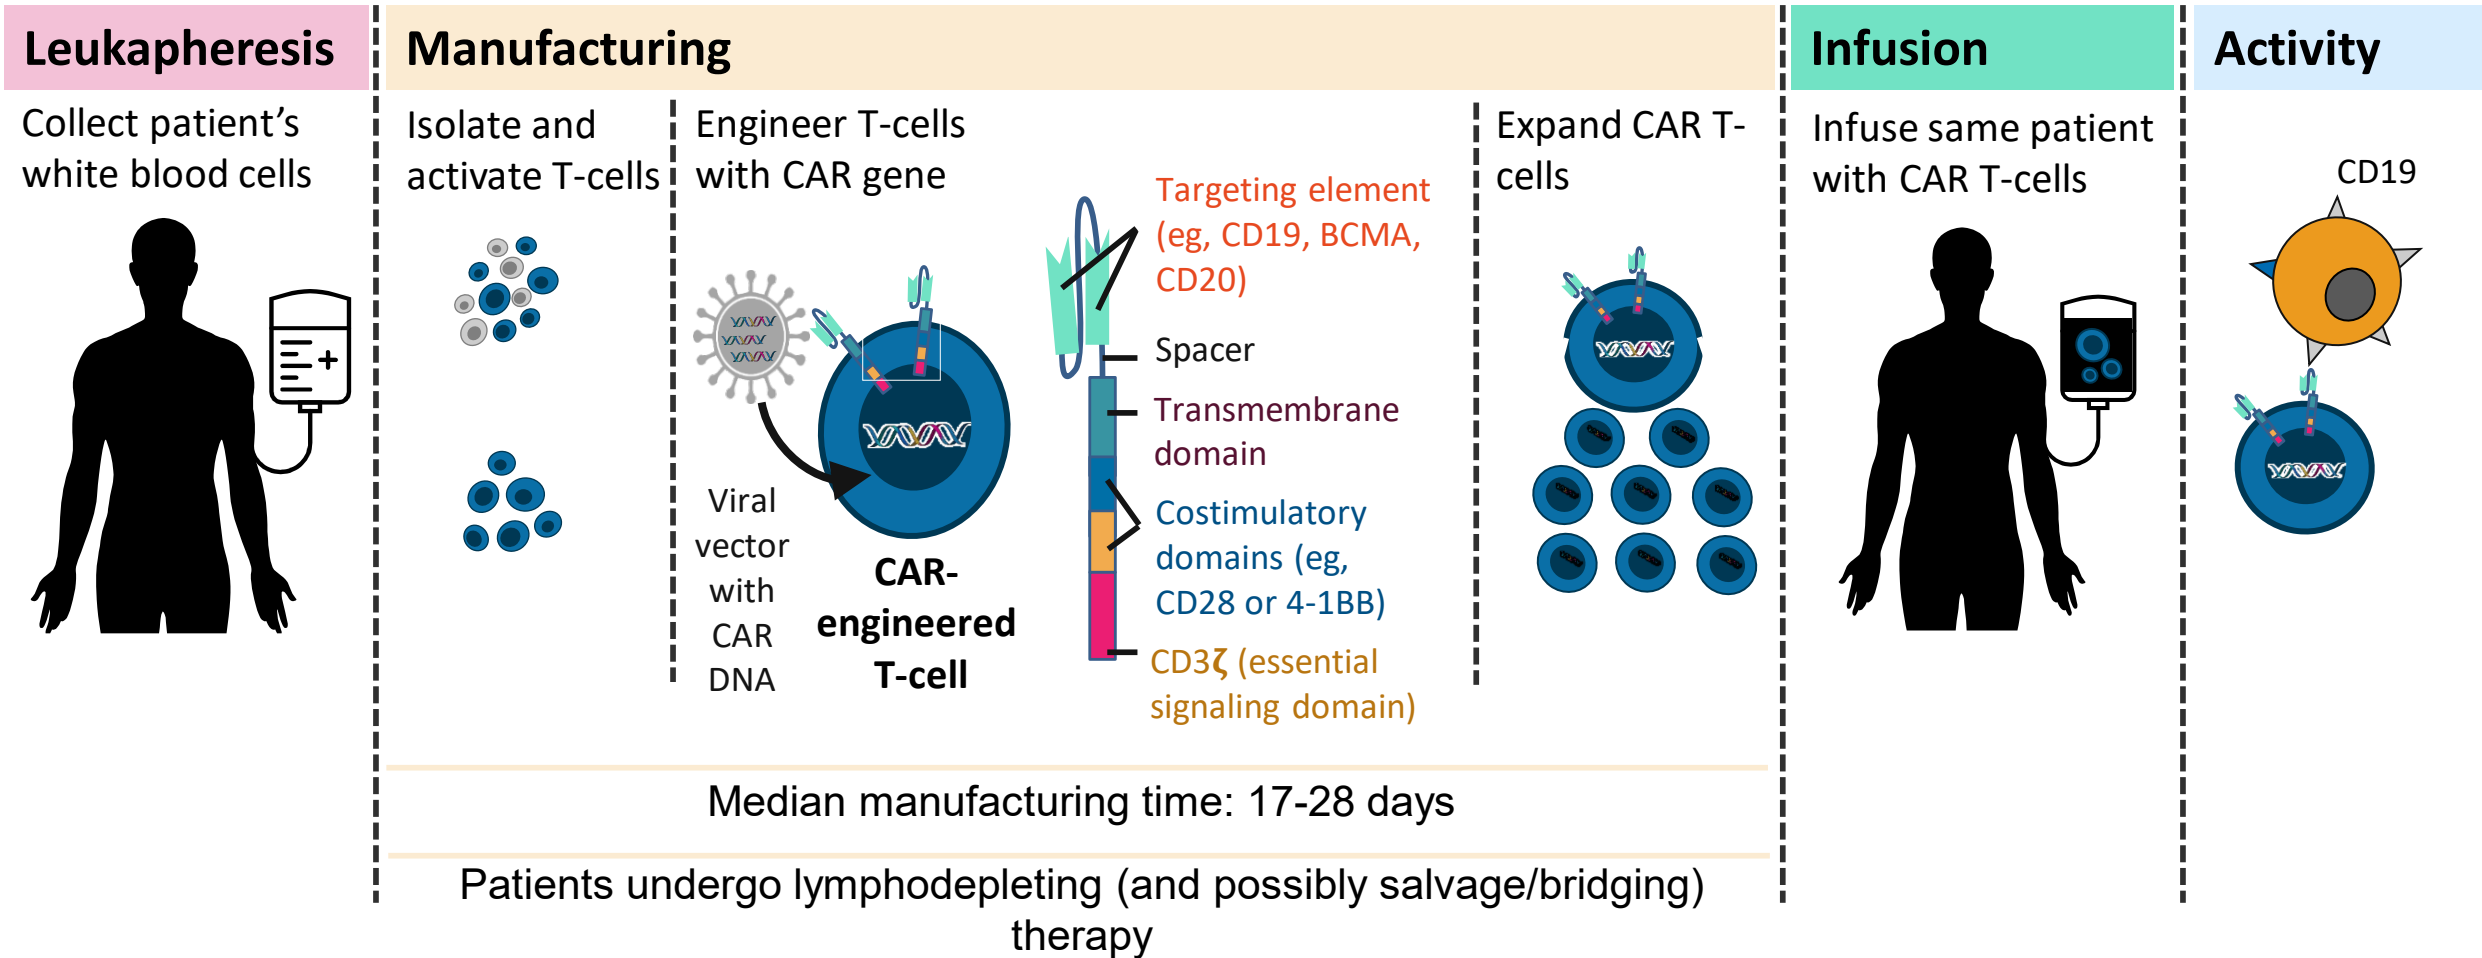 Leukapheresis
Manufacturing
Infusion
Activity
Collect patient’s
white blood cells
Isolate and
activate T-cells
Engineer T-cells
with CAR gene
Viral
vector
with
CAR
DNA
CAR-
engineered
T-cell
Targeting element
(eg, CD19, BCMA,
CD20)
Spacer
Transmembrane
domain
Costimulatory
domains (eg,
CD28 or 4-1BB)
CD3ζ (essential
signaling domain)
Expand CAR T-
cells
Infuse same patient
with CAR T-cells
CD19
Median manufacturing time: 17-28 days
Patients undergo lymphodepleting (and possibly salvage/bridging)
therapy